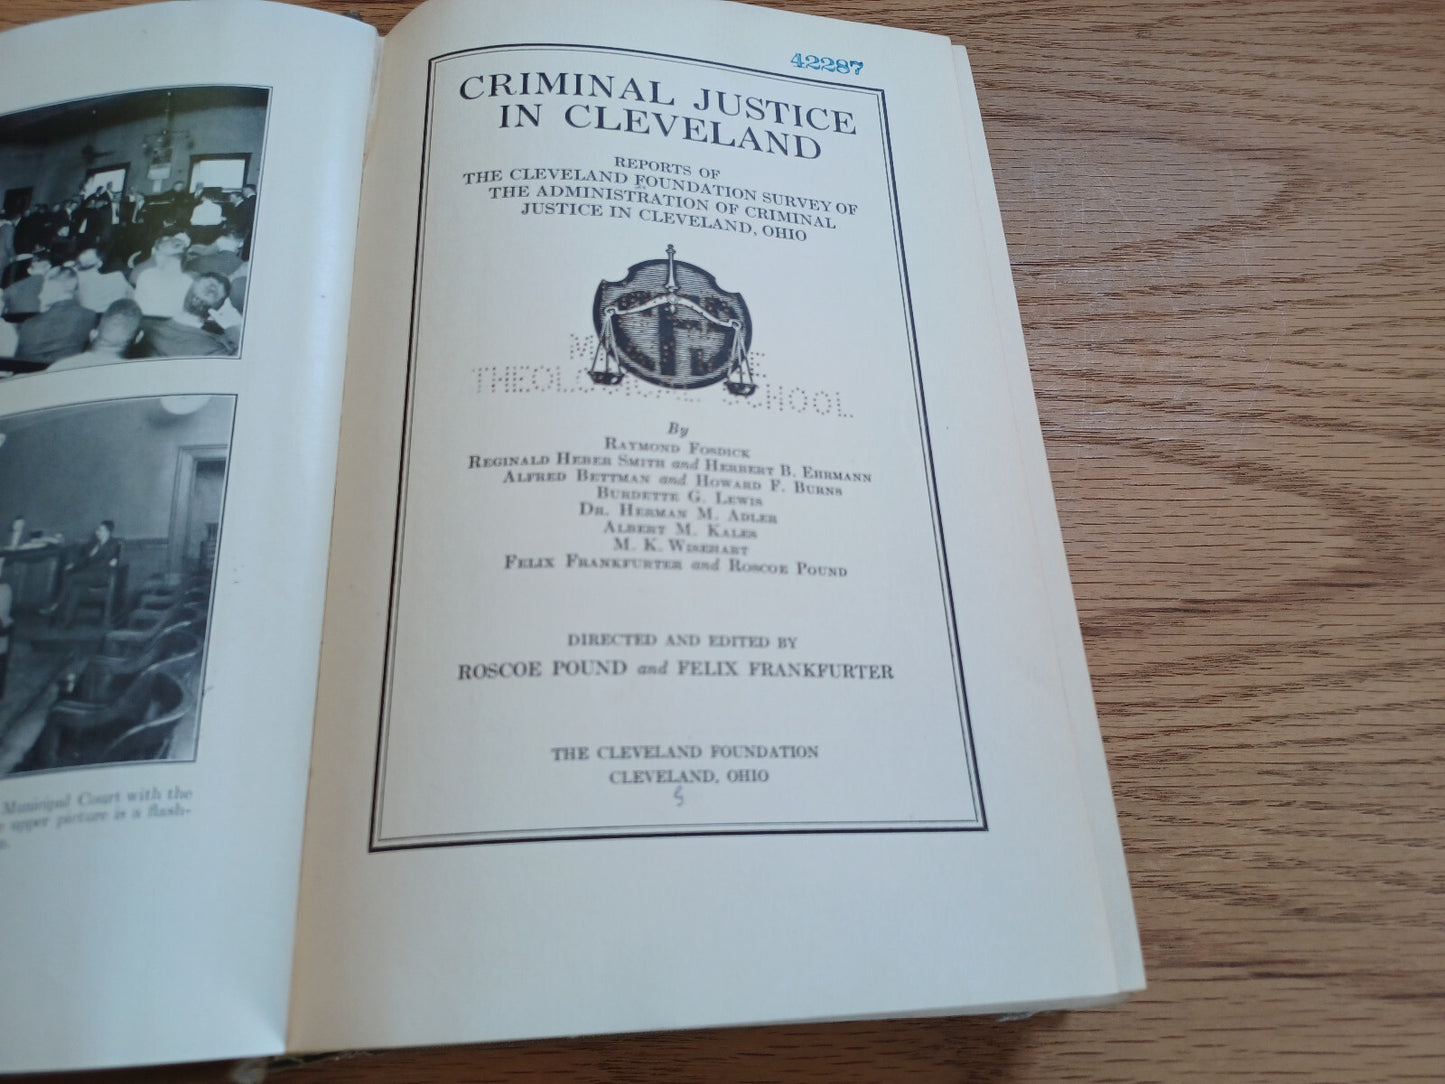 Municipal Court with the
upper picture is a flash-
42287
CRIMINAL JUSTICE
IN CLEVELAND
REPORTS OF
THE CLEVELAND FOUNDATION SURVEY OF
THE ADMINISTRATION OF CRIMINAL
JUSTICE IN CLEVELAND, OHIO
THEOLOGICAL SCHOOL
By
RAYMOND FOSDICK
REGINALD HEBER SMITH and HERBERT B. EHRMANN
ALFRED BETTMAN and HOWARD F. BURNS
BURDETTE G. LEWIS
DR. HERMAN M. ADLER
ALBERT M. KALES
M. K. WISEHART
FELIX FRANKFURTER and ROSCOE POUND
DIRECTED AND EDITED BY
ROSCOE POUND and FELIX FRANKFURTER
THE CLEVELAND FOUNDATION
CLEVELAND, OHIO